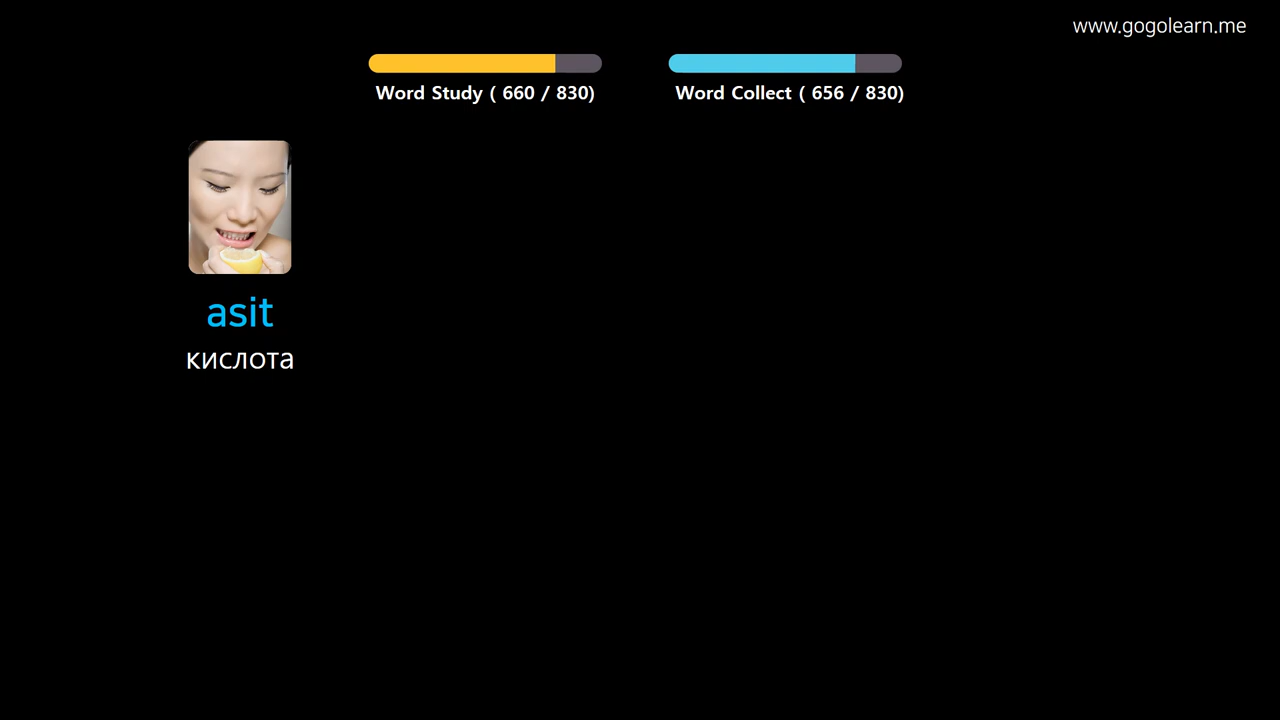 www.gogolearn.me
Word Study ( 660 / 830)
Word Collect ( 656 / 830)
asit
кислота